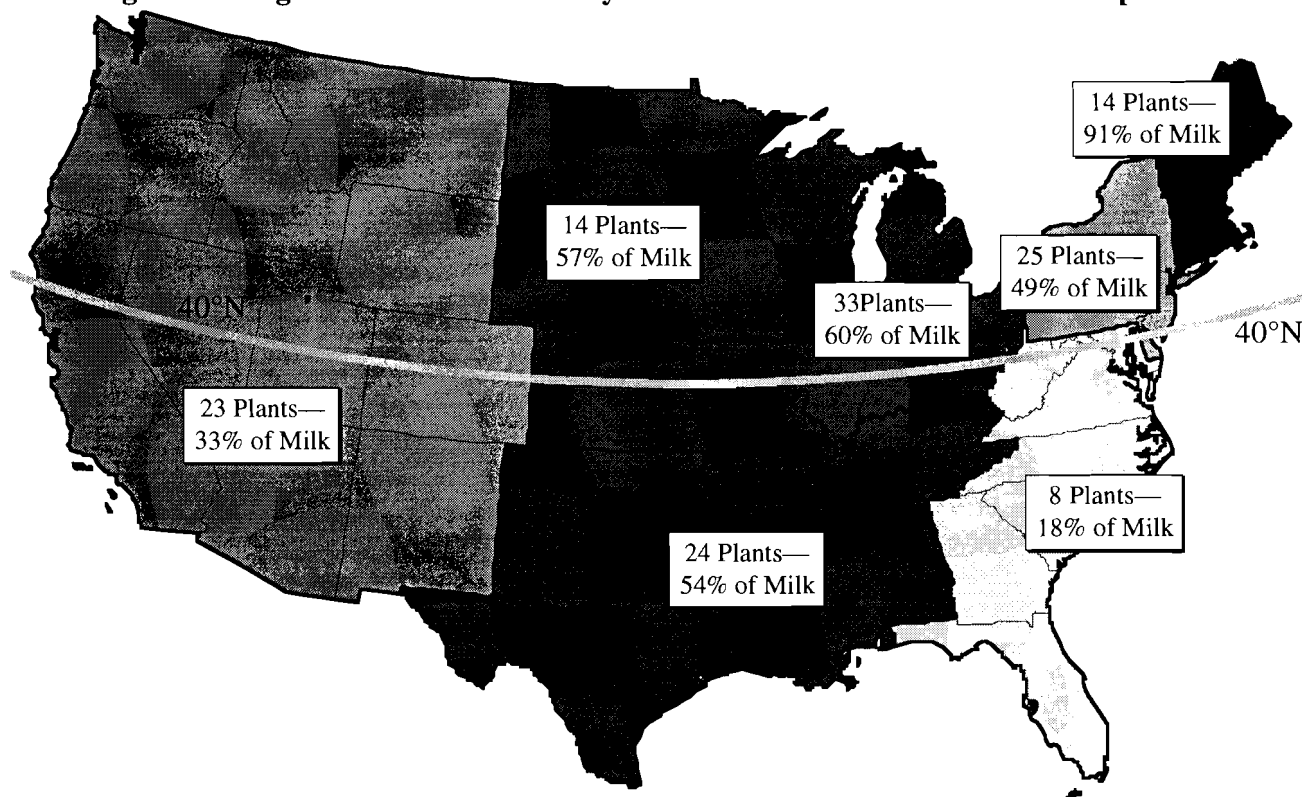 14 Plants—
91% of Milk
14 Plants—
57% of Milk
25 Plants—
49% of Milk
33Plants—
60% of Milk
40°N
40°N
23 Plants—
33% of Milk
8 Plants—
18% of Milk
24 Plants—
54% of Milk